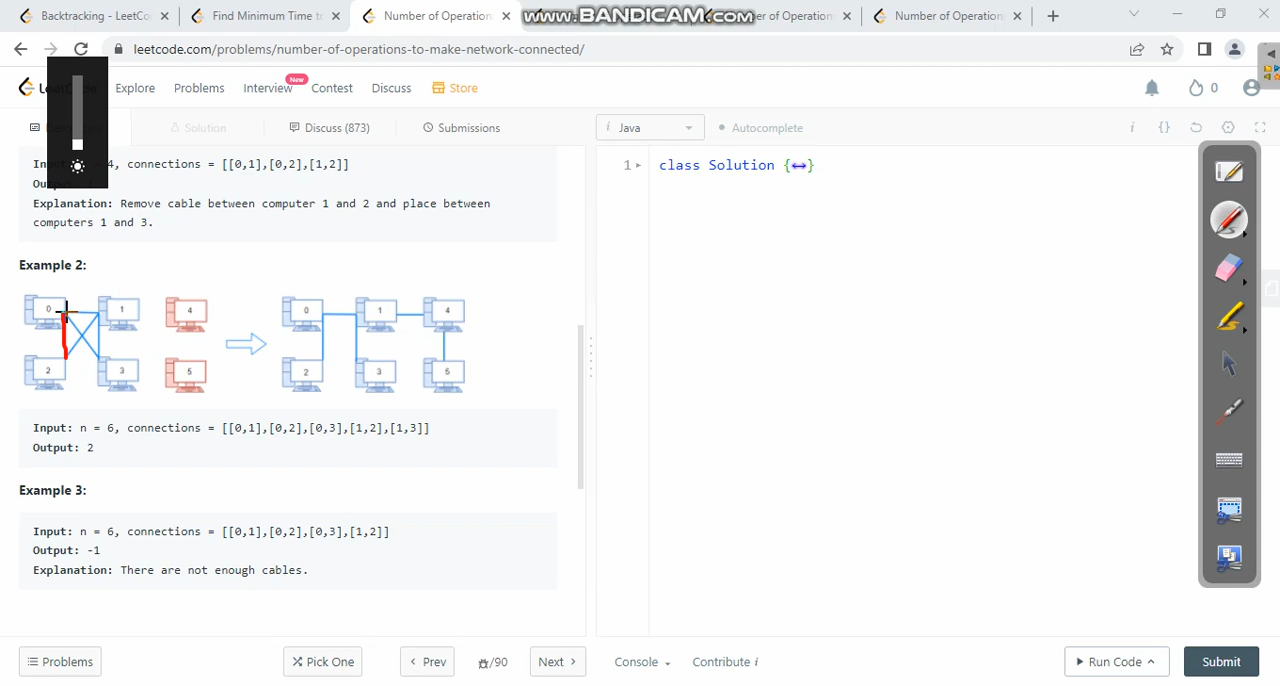 Backtracking - LeetCo
Find Minimum Time to
Number of Operation
www.BANDICAM.com
er of Operation
Number of Operation
leetcode.com/problems/number-of-operations-to-make-network-connected/
Explore
Problems
Interview
New
Contest
Discuss
Store
0
Solution
Discuss (873)
Submissions
i Java
Autocomplete
i
{}
4, connections = [[0,1],[0,2],[1,2]]
Explanation: Remove cable between computer 1 and 2 and place between
computers 1 and 3.
1
class Solution {↔}
Example 2:
0 1 4 0 1 4
2 3 5 2 3 5
Input: n = 6, connections = [[0,1],[0,2],[0,3],[1,2],[1,3]]
Output: 2
Example 3:
Input: n = 6, connections = [[0,1],[0,2],[0,3],[1,2]]
Output: -1
Explanation: There are not enough cables.
Problems
Pick One
Prev
/90
Next
Console
Contribute i
Run Code
Submit